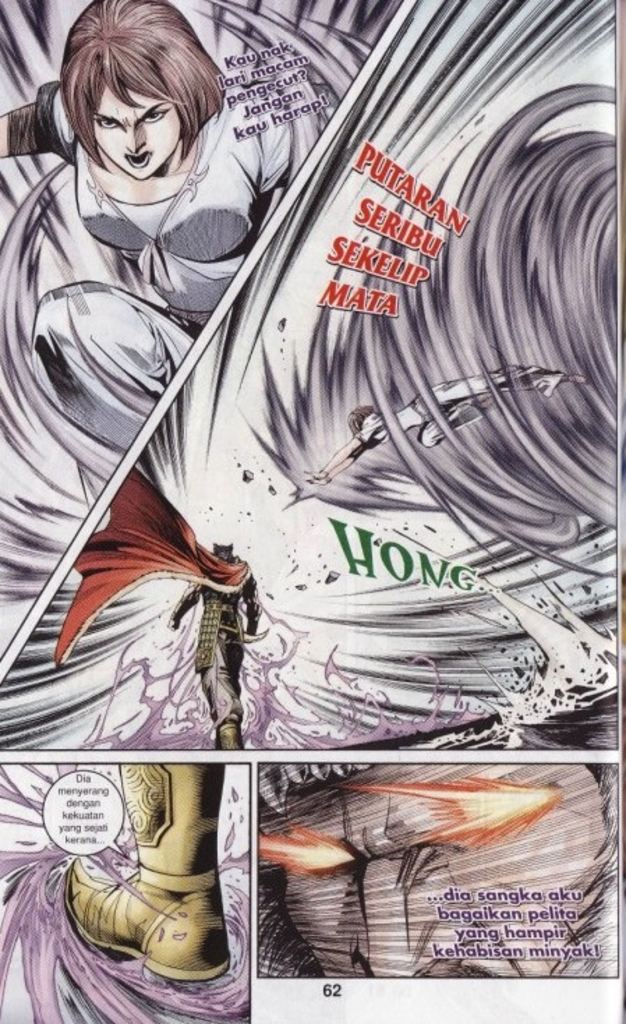 Kau nak
lari macam
pengecut?
Jangan
kau harap!
PUTARAN
SERIBU
SEKELIP
MATA
HONG
Dia
menyerang
dengan
kekuatan
yang sejati
kerana...
...dia sangka aku
bagaikan pelita
yang hampir
kehabisan minyak!
62